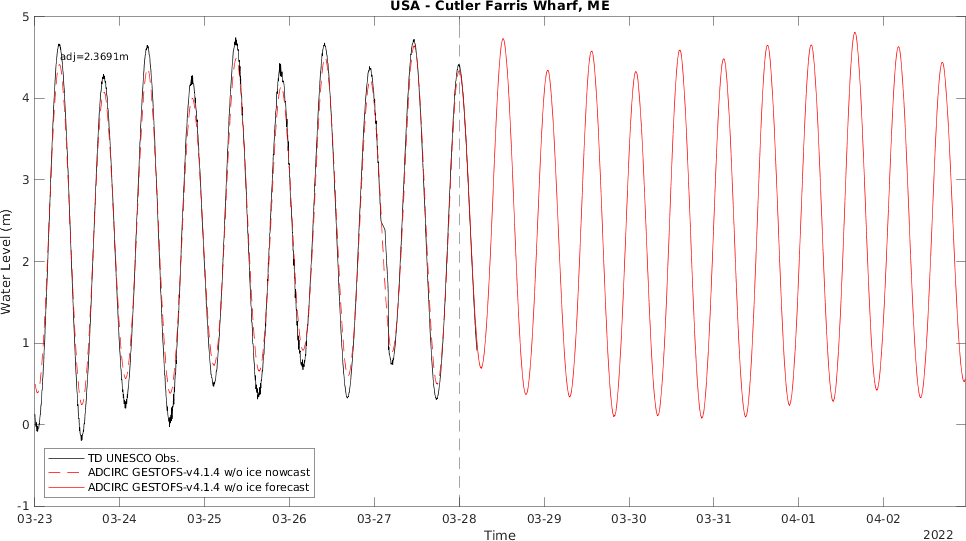 USA - Cutler Farris Wharf, ME
adj=2.3691m
5
4
3
2
1
0
-1
Water Level (m)
TD UNESCO Obs.
ADCIRC GESTOFS-v4.1.4 w/o ice nowcast
ADCIRC GESTOFS-v4.1.4 w/o ice forecast
03-23 03-24 03-25 03-26 03-27 03-28 03-29 03-30 03-31 04-01 04-02
Time
2022